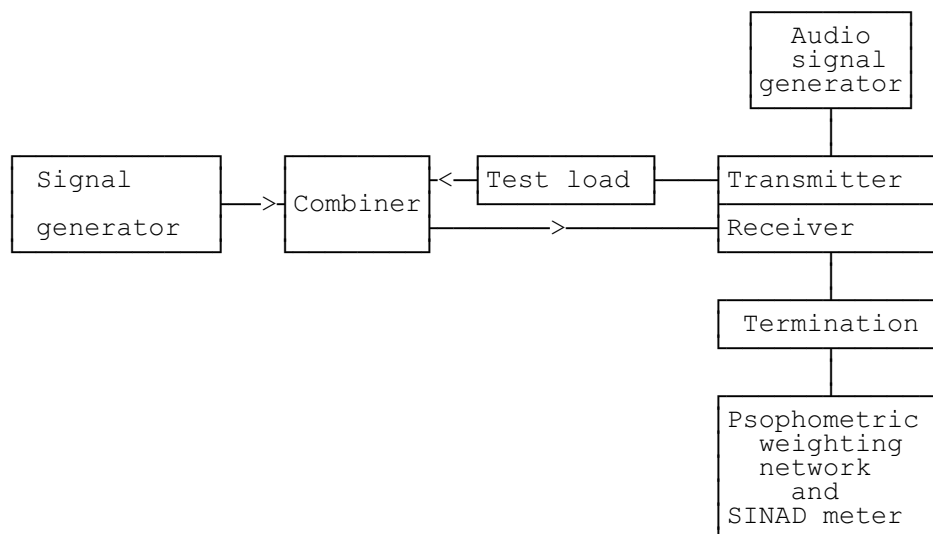 Audio
signal
generator
Signal
generator
Combiner
Test load
Transmitter
Receiver
Termination
Psophometric
weighting
network
and
SINAD meter